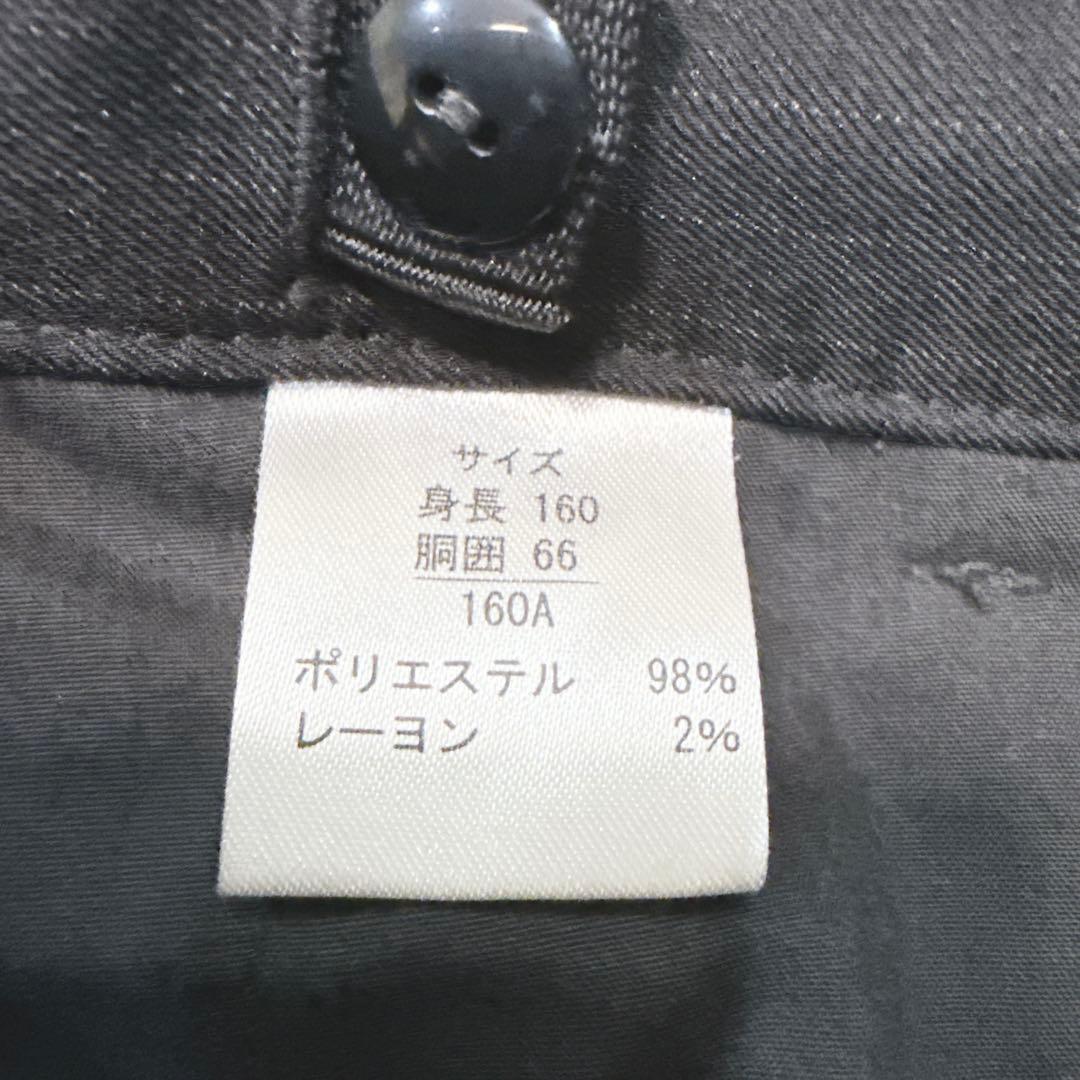 サイズ
身長 160
胴囲 66
160A
ポリエステル 98%
レーヨン 2%